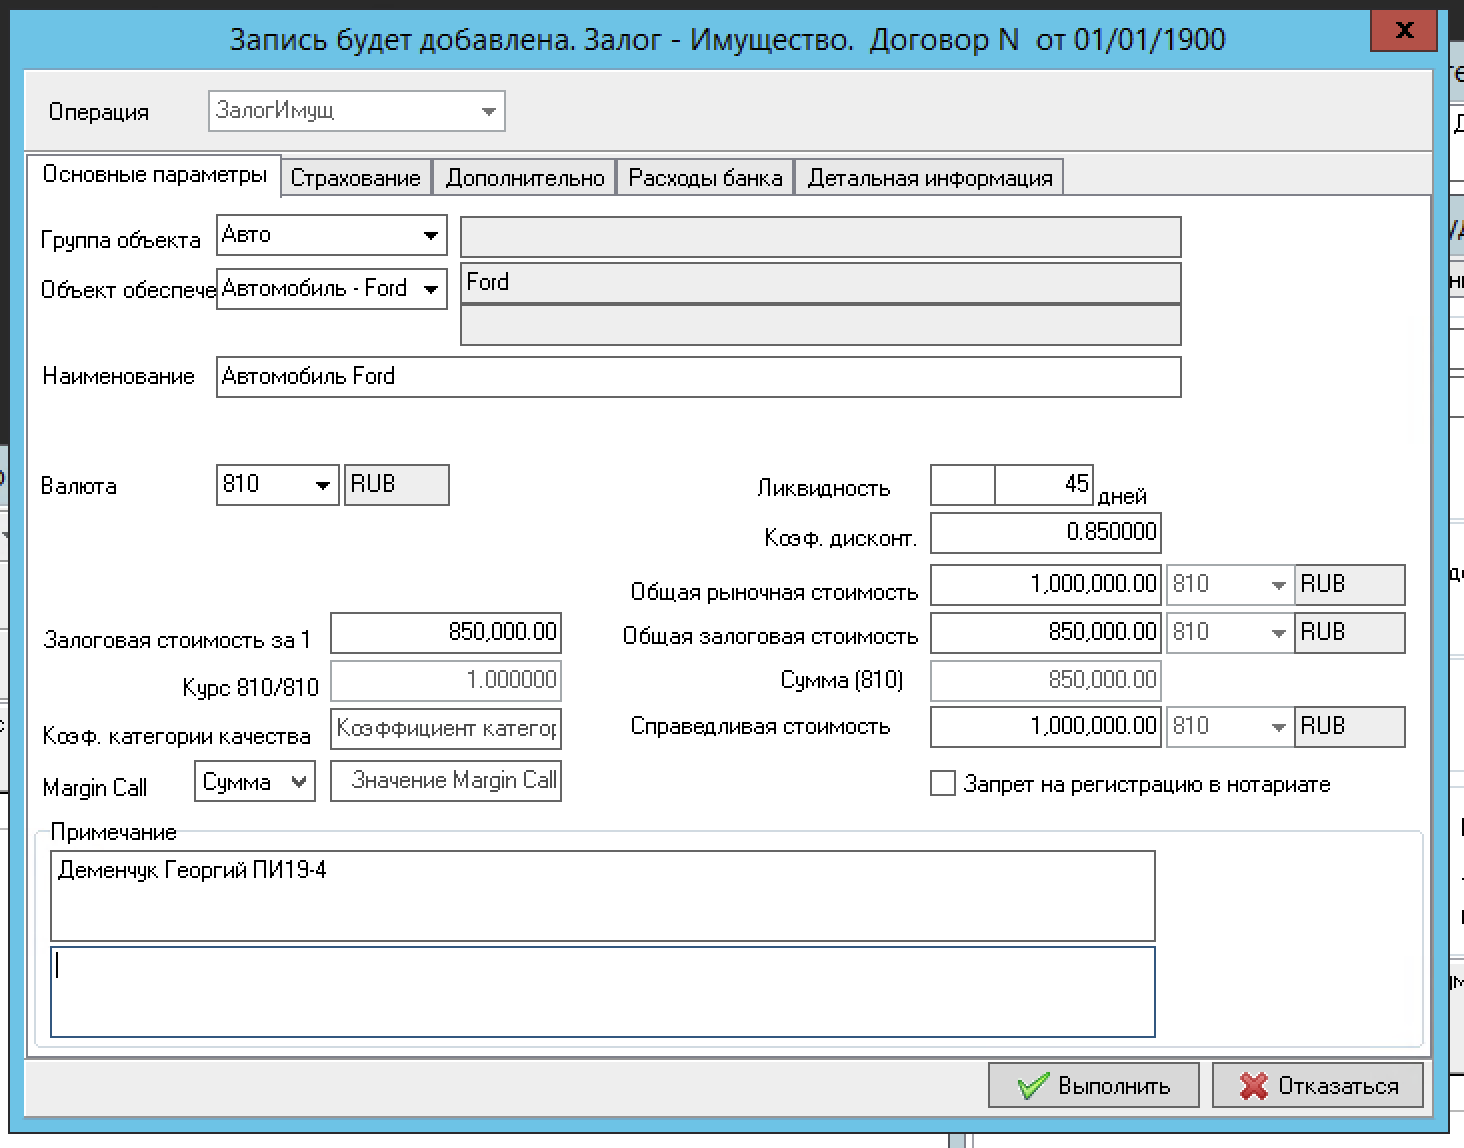 Запись будет добавлена. Залог - Имущество. Договор N от 01/01/1900
x
Операция ЗалогИмущ
Основные параметры Страхование Дополнительно Расходы банка Детальная информация
Группа объекта Авто
Объект обеспече Автомобиль - Ford Ford
Наименование Автомобиль Ford
Валюта 810 RUB Ликвидность 45 дней
Коэф. дисконт. 0.850000
Общая рыночная стоимость 1,000,000.00 810 RUB
Залоговая стоимость за 1 850,000.00 Общая залоговая стоимость 850,000.00 810 RUB
Курс 810/810 1.000000 Сумма (810) 850,000.00
Коэф. категории качества Коэффициент категор Справедливая стоимость 1,000,000.00 810 RUB
Margin Call Сумма Значение Margin Call Запрет на регистрацию в нотариате
Примечание
Деменчук Георгий ПИ19-4
Выполнить Отказаться